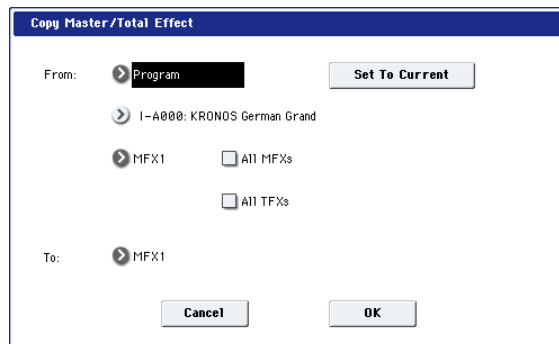 Copy Master/Total Effect
From: Program Set To Current
I-A000: KRONOS German Grand
MFX1 All MFXs
All TFXs
To: MFX1
Cancel OK